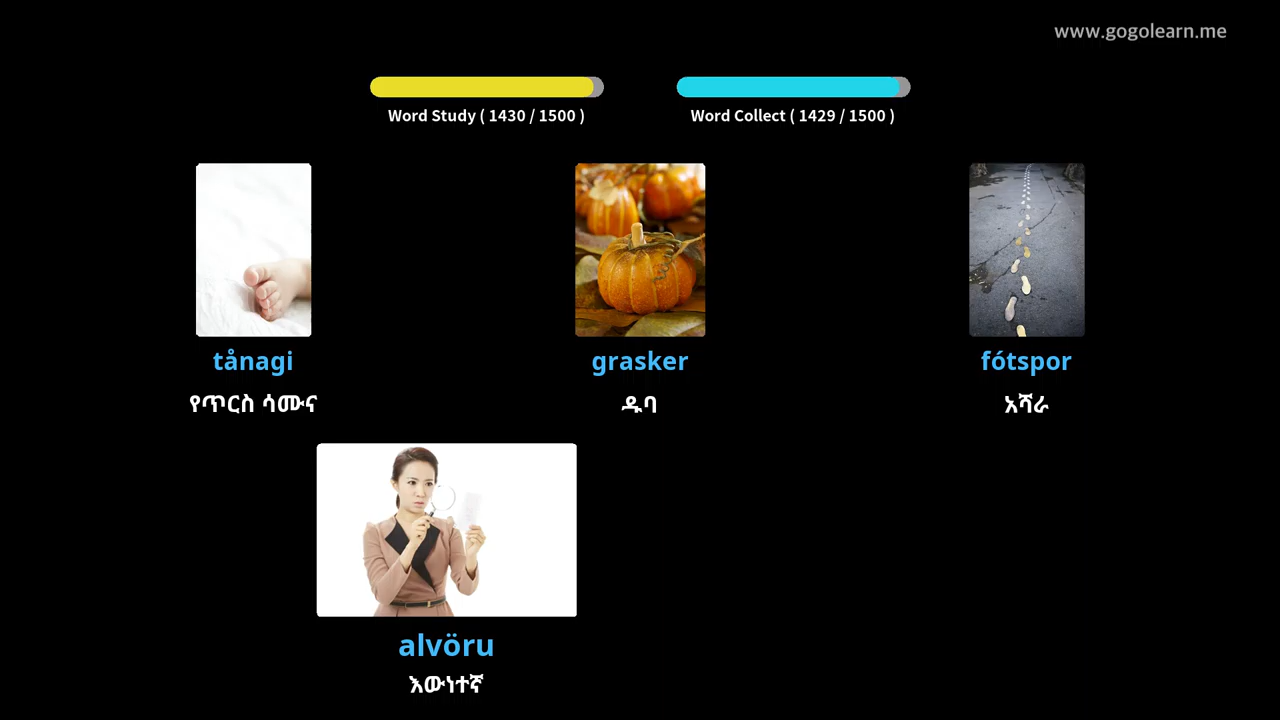 www.gogolearn.me
Word Study ( 1430 / 1500 )
Word Collect ( 1429 / 1500 )
tånagi
grasker
fótspor
የጥርስ ሳሙና
ዱባ
አሻራ
alvöru
እውነተኛ